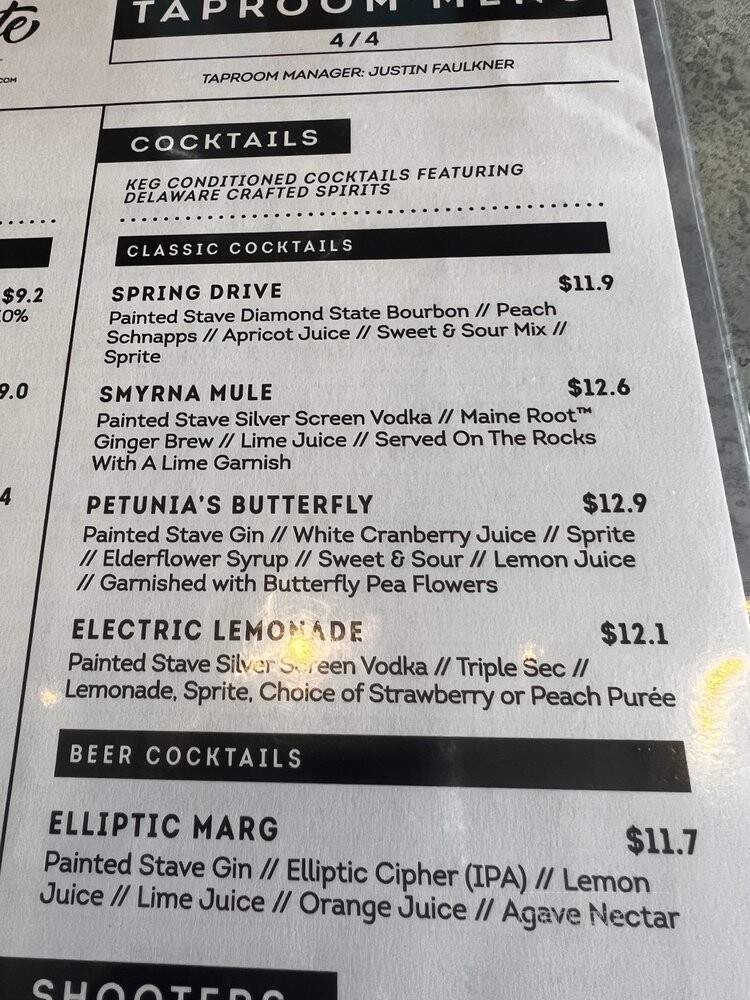 TAPROOM
4/4
TAPROOM MANAGER: JUSTIN FAULKNER
$9.2
0%
9.0
4
COCKTAILS
KEG CONDITIONED COCKTAILS FEATURING
DELAWARE CRAFTED SPIRITS
CLASSIC COCKTAILS
SPRING DRIVE $11.9
Painted Stave Diamond State Bourbon // Peach
Schnapps // Apricot Juice // Sweet & Sour Mix //
Sprite
SMYRNA MULE $12.6
Painted Stave Silver Screen Vodka // Maine Root™
Ginger Brew // Lime Juice // Served On The Rocks
With A Lime Garnish
PETUNIA'S BUTTERFLY $12.9
Painted Stave Gin // White Cranberry Juice // Sprite
// Elderflower Syrup // Sweet & Sour // Lemon Juice
// Garnished with Butterfly Pea Flowers
ELECTRIC LEMONADE $12.1
Painted Stave Silver Screen Vodka // Triple Sec //
Lemonade, Sprite, Choice of Strawberry or Peach Purée
BEER COCKTAILS
ELLIPTIC MARG $11.7
Painted Stave Gin // Elliptic Cipher (IPA) // Lemon
Juice // Lime Juice // Orange Juice // Agave Nectar
SHOOTERS